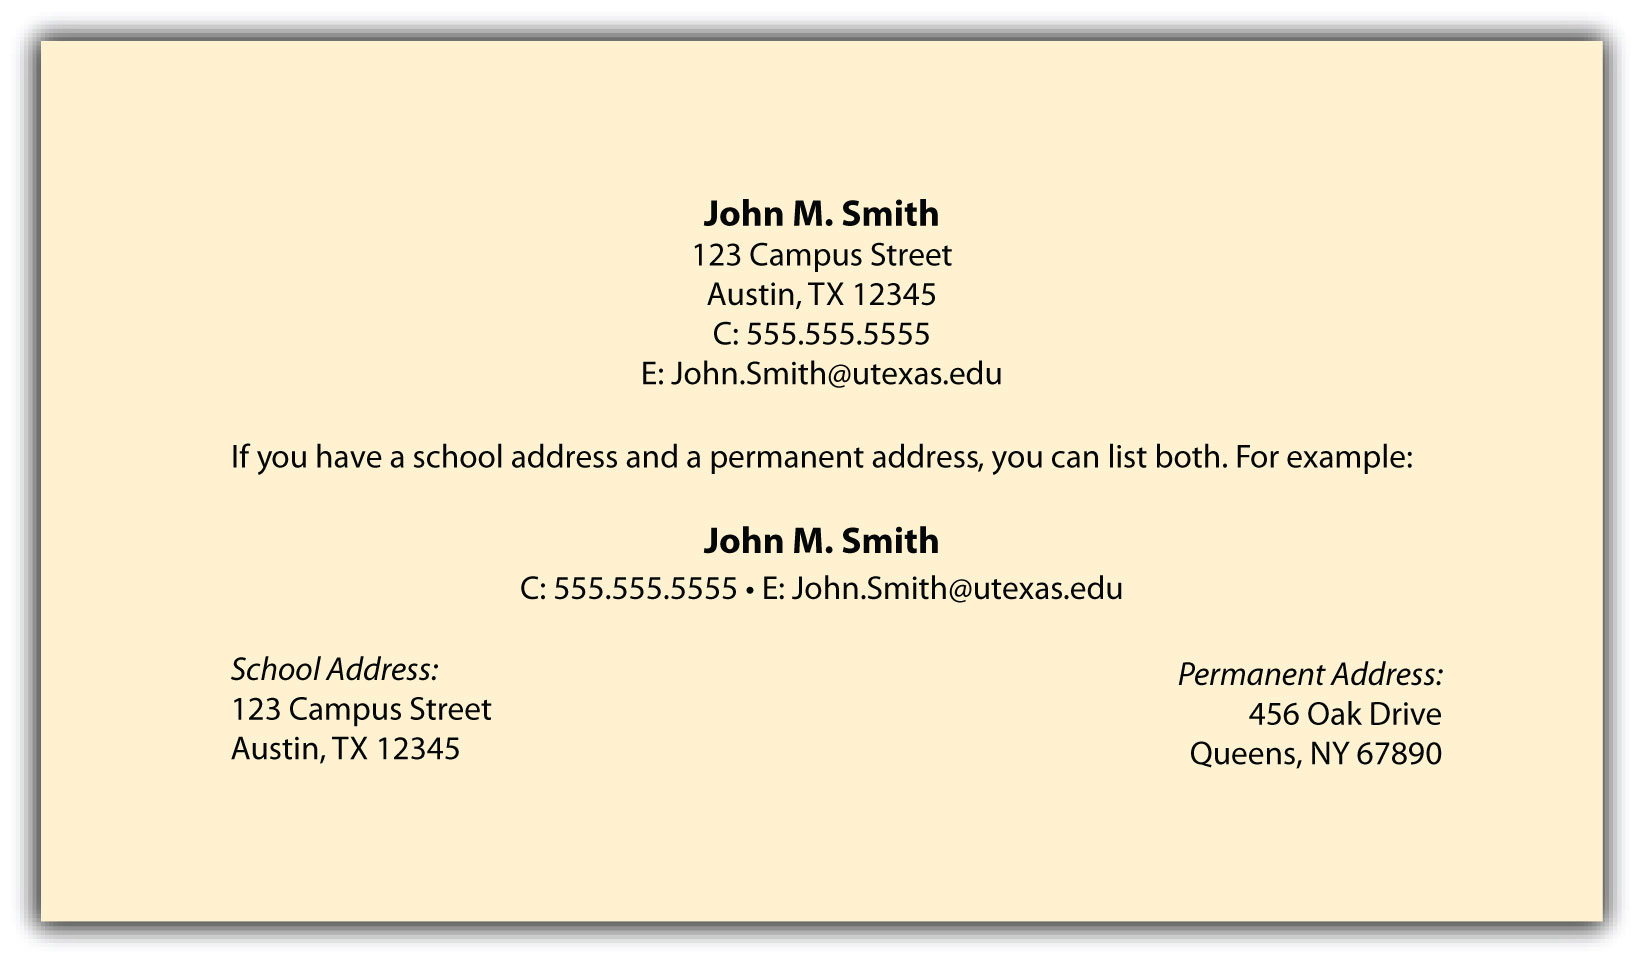 John M. Smith
123 Campus Street
Austin, TX 12345
C: 555.555.5555
E: John.Smith@utexas.edu
If you have a school address and a permanent address, you can list both. For example:
John M. Smith
C: 555.555.5555 • E: John.Smith@utexas.edu
School Address:
123 Campus Street
Austin, TX 12345
Permanent Address:
456 Oak Drive
Queens, NY 67890